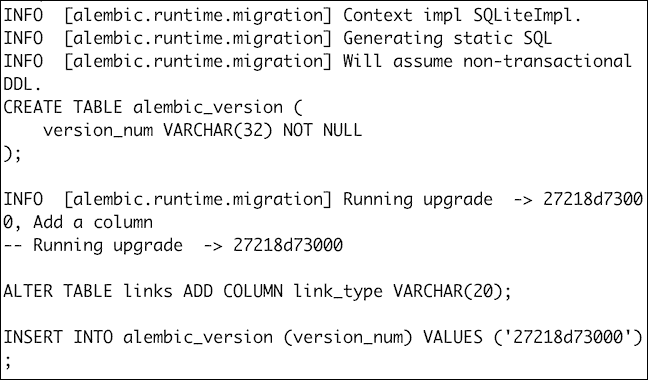 INFO  [alembic.runtime.migration] Context impl SQLiteImpl.
INFO  [alembic.runtime.migration] Generating static SQL
INFO  [alembic.runtime.migration] Will assume non-transactional
DDL.
CREATE TABLE alembic_version (
    version_num VARCHAR(32) NOT NULL
);

INFO  [alembic.runtime.migration] Running upgrade  -> 27218d7300
0, Add a column
-- Running upgrade  -> 27218d73000

ALTER TABLE links ADD COLUMN link_type VARCHAR(20);

INSERT INTO alembic_version (version_num) VALUES ('27218d73000')
;